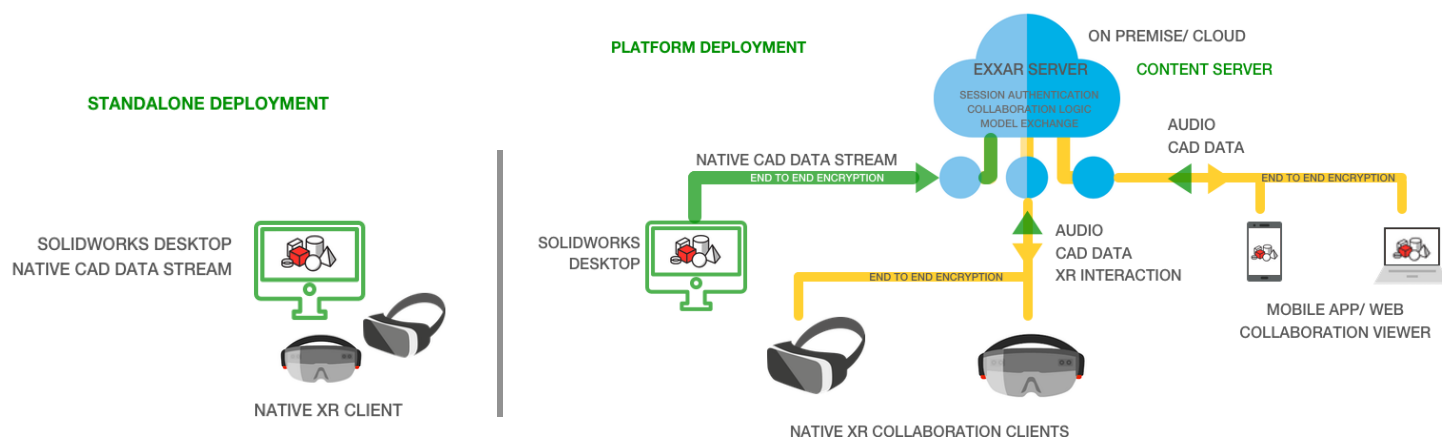 STANDALONE DEPLOYMENT
SOLIDWORKS DESKTOP
NATIVE CAD DATA STREAM
NATIVE XR CLIENT
PLATFORM DEPLOYMENT
ON PREMISE/ CLOUD
EXXAR SERVER
CONTENT SERVER
SESSION AUTHENTICATION
COLLABORATION LOGIC
MODEL EXCHANGE
NATIVE CAD DATA STREAM
END TO END ENCRYPTION
SOLIDWORKS
DESKTOP
AUDIO
CAD DATA
END TO END ENCRYPTION
AUDIO
CAD DATA
XR INTERACTION
END TO END ENCRYPTION
MOBILE APP/ WEB
COLLABORATION VIEWER
NATIVE XR COLLABORATION CLIENTS